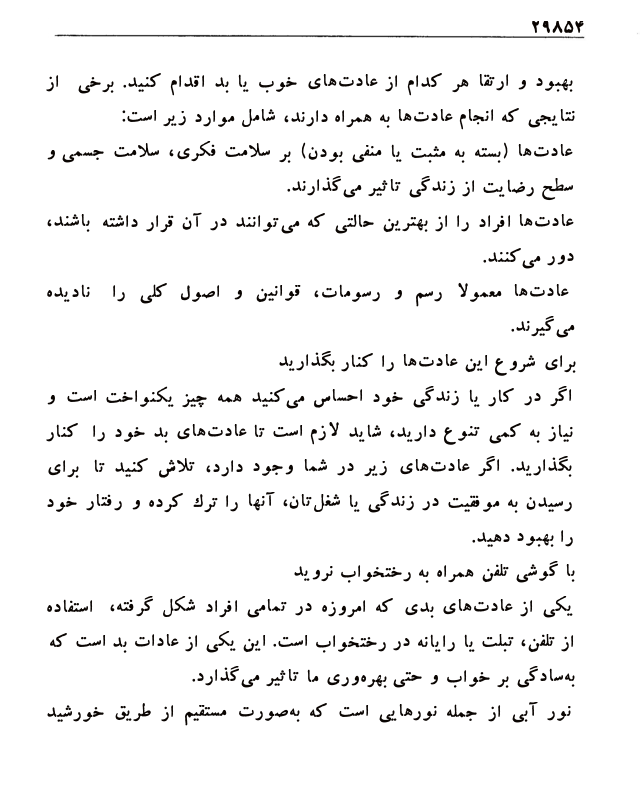 ۲۹۸۵۴
بهبود و ارتقا هر کدام از عادت‌های خوب یا بد اقدام کنید. برخی از
نتایجی که انجام عادت‌ها به همراه دارند، شامل موارد زیر است:
عادت‌ها (بسته به مثبت یا منفی بودن) بر سلامت فکری، سلامت جسمی و
سطح رضایت از زندگی تاثیر می‌گذارند.
عادت‌ها افراد را از بهترین حالتی که می‌توانند در آن قرار داشته باشند،
دور می‌کنند.
عادت‌ها معمولا رسم و رسومات، قوانین و اصول کلی را نادیده
می‌گیرند.
برای شروع این عادت‌ها را کنار بگذارید
اگر در کار یا زندگی خود احساس می‌کنید همه چیز یکنواخت است و
نیاز به کمی تنوع دارید، شاید لازم است تا عادت‌های بد خود را کنار
بگذارید. اگر عادت‌های زیر در شما وجود دارد، تلاش کنید تا برای
رسیدن به موفقیت در زندگی یا شغل‌تان، آنها را ترك کرده و رفتار خود
را بهبود دهید.
با گوشی تلفن همراه به رختخواب نروید
یکی از عادت‌های بدی که امروزه در تمامی افراد شکل گرفته، استفاده
از تلفن، تبلت یا رایانه در رختخواب است. این یکی از عادات بد است که
به‌سادگی بر خواب و حتی بهره‌وری ما تاثیر می‌گذارد.
نور آبی از جمله نورهایی است که به‌صورت مستقیم از طریق خورشید